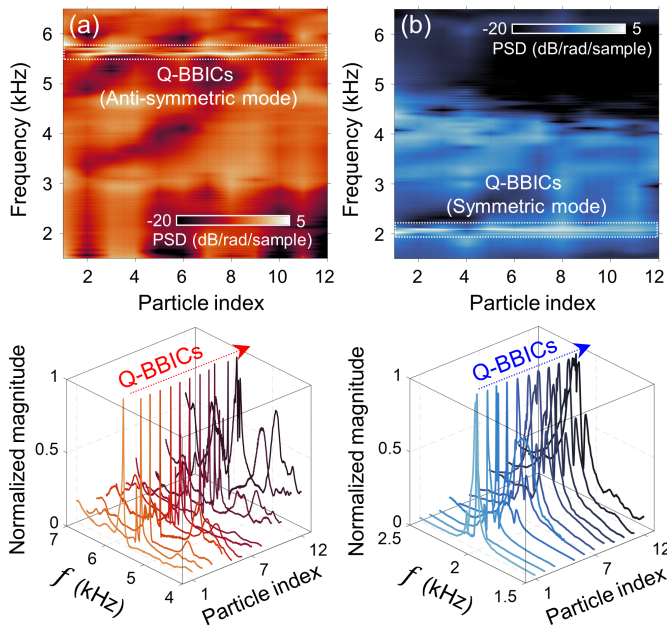 (a)
6
5
4
3
2
Frequency (kHz)
Q-BBICs
(Anti-symmetric mode)
-20 5
PSD (dB/rad/sample)
2 4 6 8 10 12
Particle index
(b)
-20 5
PSD (dB/rad/sample)
6
5
4
3
2
Frequency (kHz)
Q-BBICs
(Symmetric mode)
2 4 6 8 10 12
Particle index
Q-BBICs
1
0.5
0
Normalized magnitude
7
6
5
4
f (kHz)
1
7
12
Particle index
Q-BBICs
1
0.5
0
Normalized magnitude
2.5
2
1.5
f (kHz)
1
7
12
Particle index